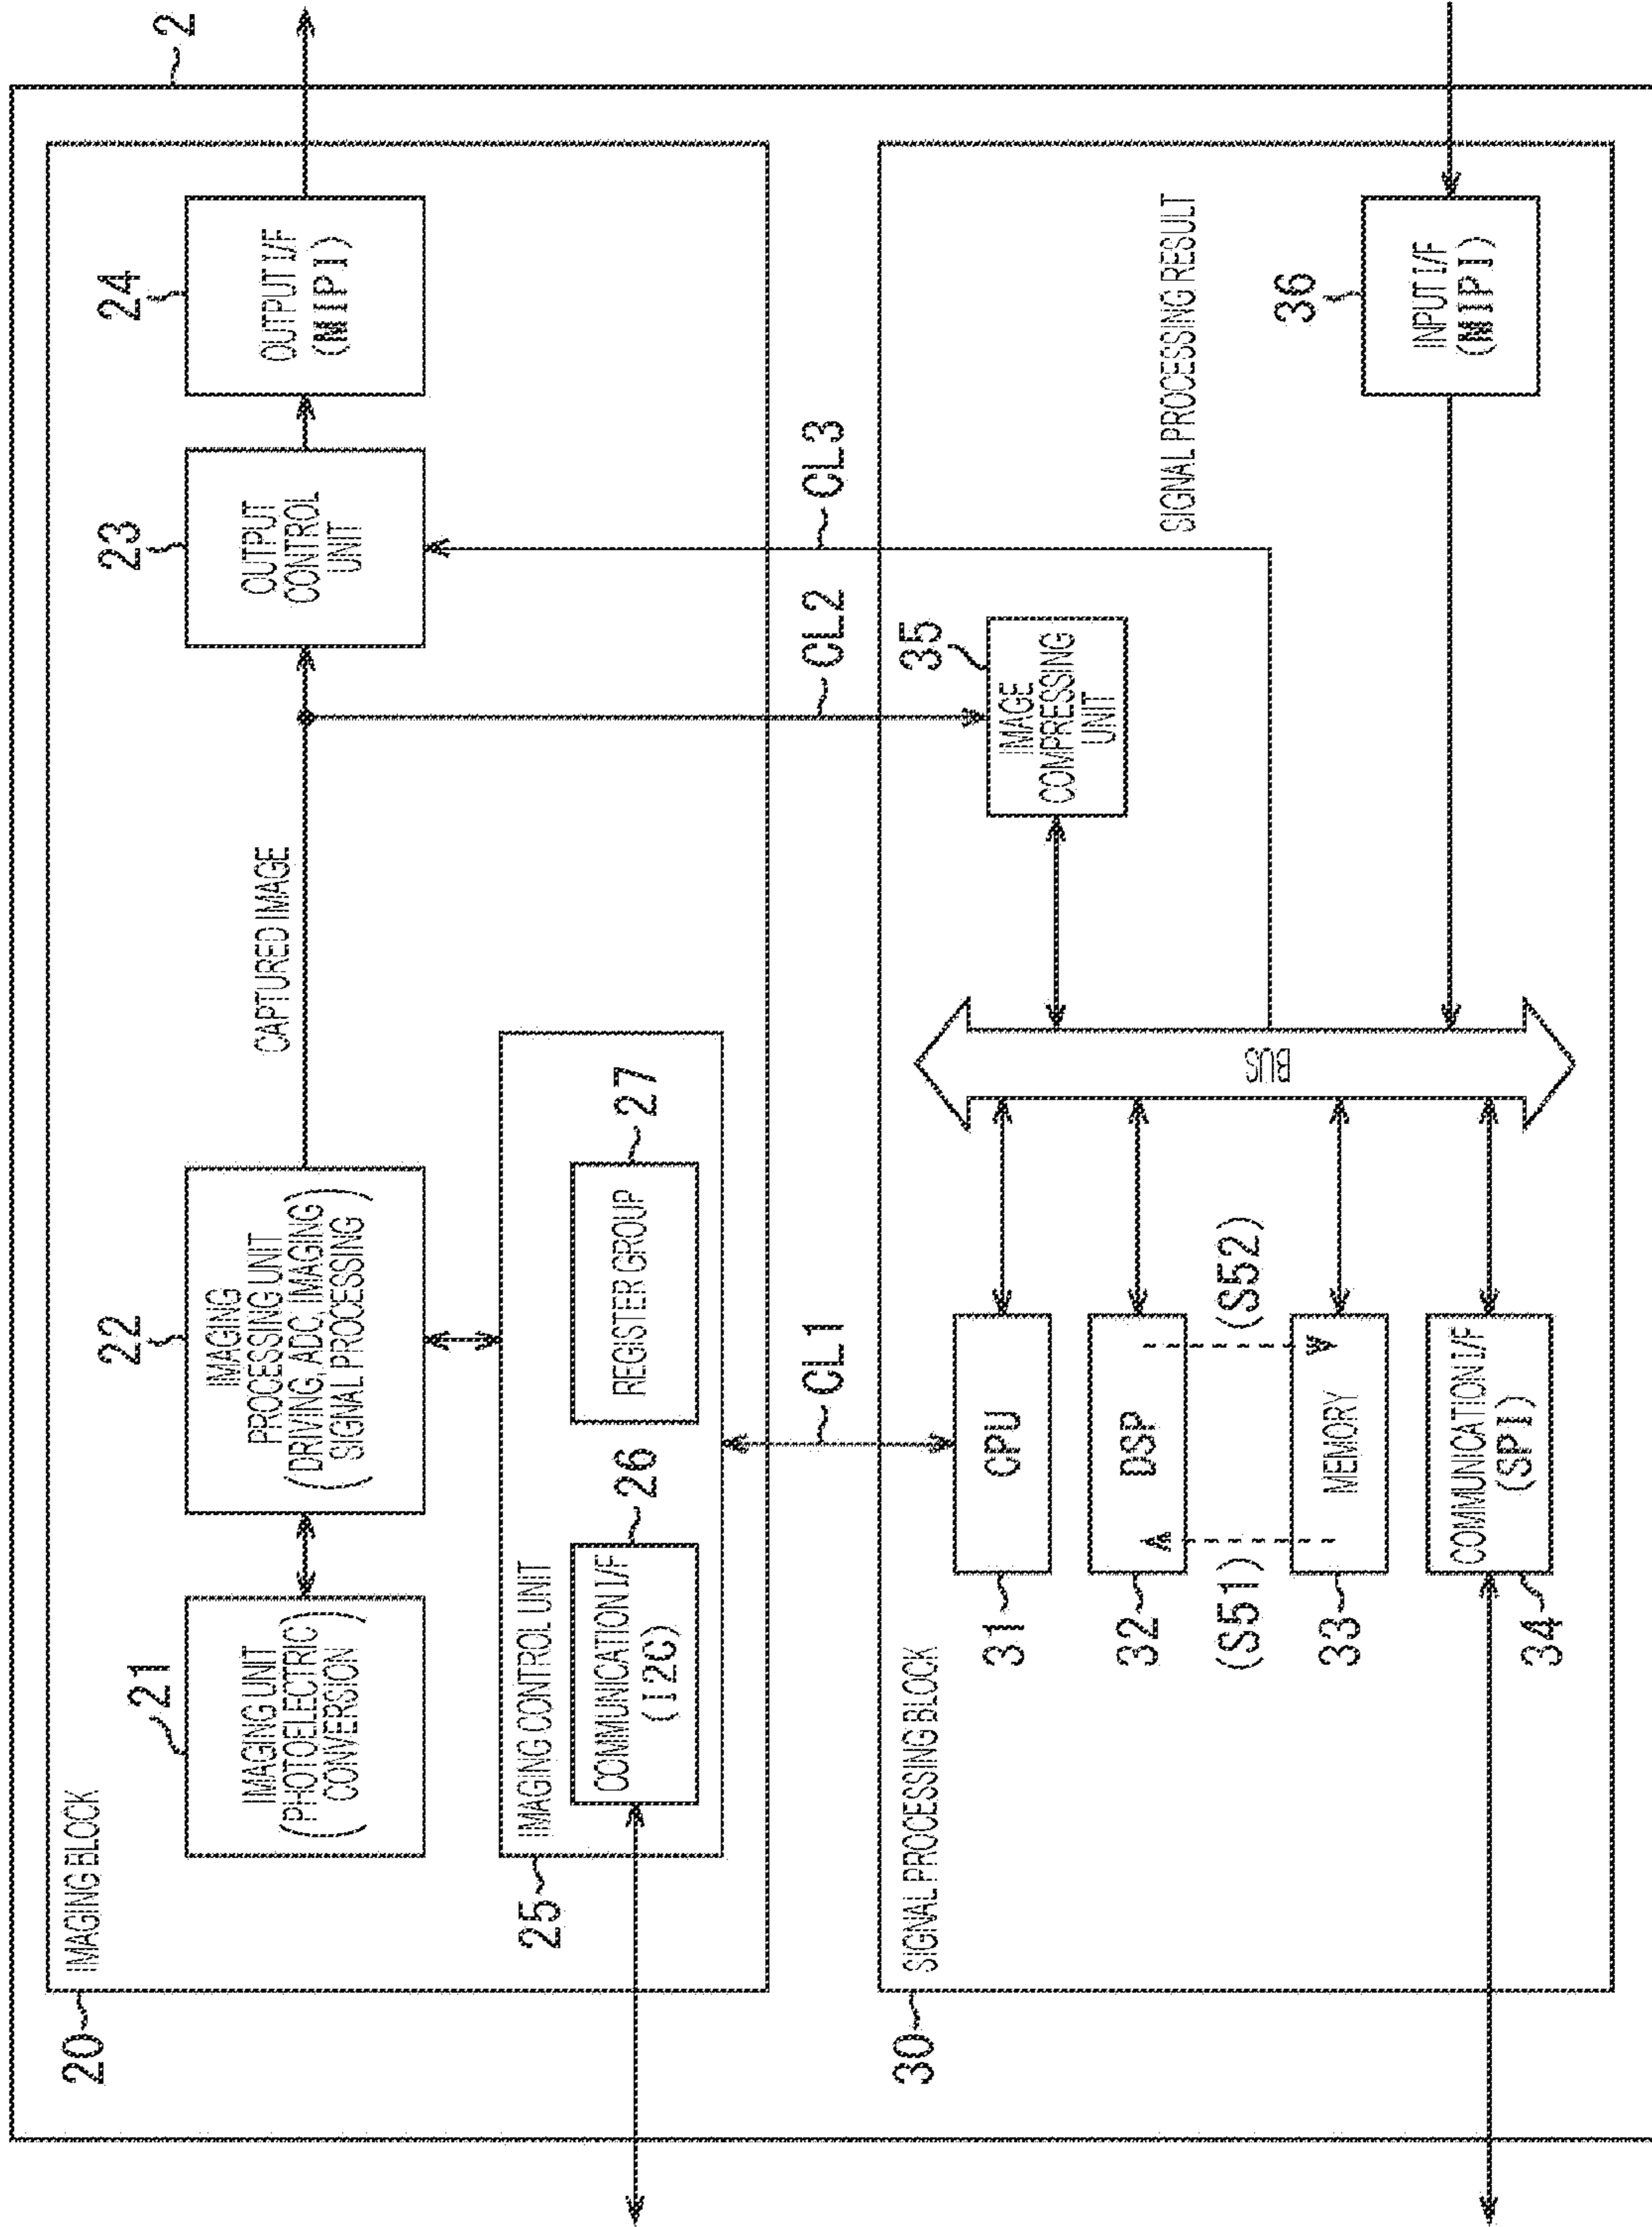 2
IMAGING BLOCK
20
21
IMAGING UNIT
(PHOTOELECTRIC)
CONVERSION
22
IMAGING
PROCESSING UNIT
(DRIVING, ADC, IMAGING)
SIGNAL PROCESSING
CAPTURED IMAGE
23
OUTPUT
CONTROL
UNIT
24
OUTPUT I/F
(MIPI)
25
IMAGING CONTROL UNIT
COMMUNICATION I/F
(I2C)
26
REGISTER GROUP
27
CL1
CL2
CL3
SIGNAL PROCESSING BLOCK
30
31
CPU
32
DSP
(S51)
(S52)
33
MEMORY
34
COMMUNICATION I/F
(SPI)
BUS
35
IMAGE
COMPRESSING
UNIT
SIGNAL PROCESSING RESULT
36
INPUT I/F
(MIPI)